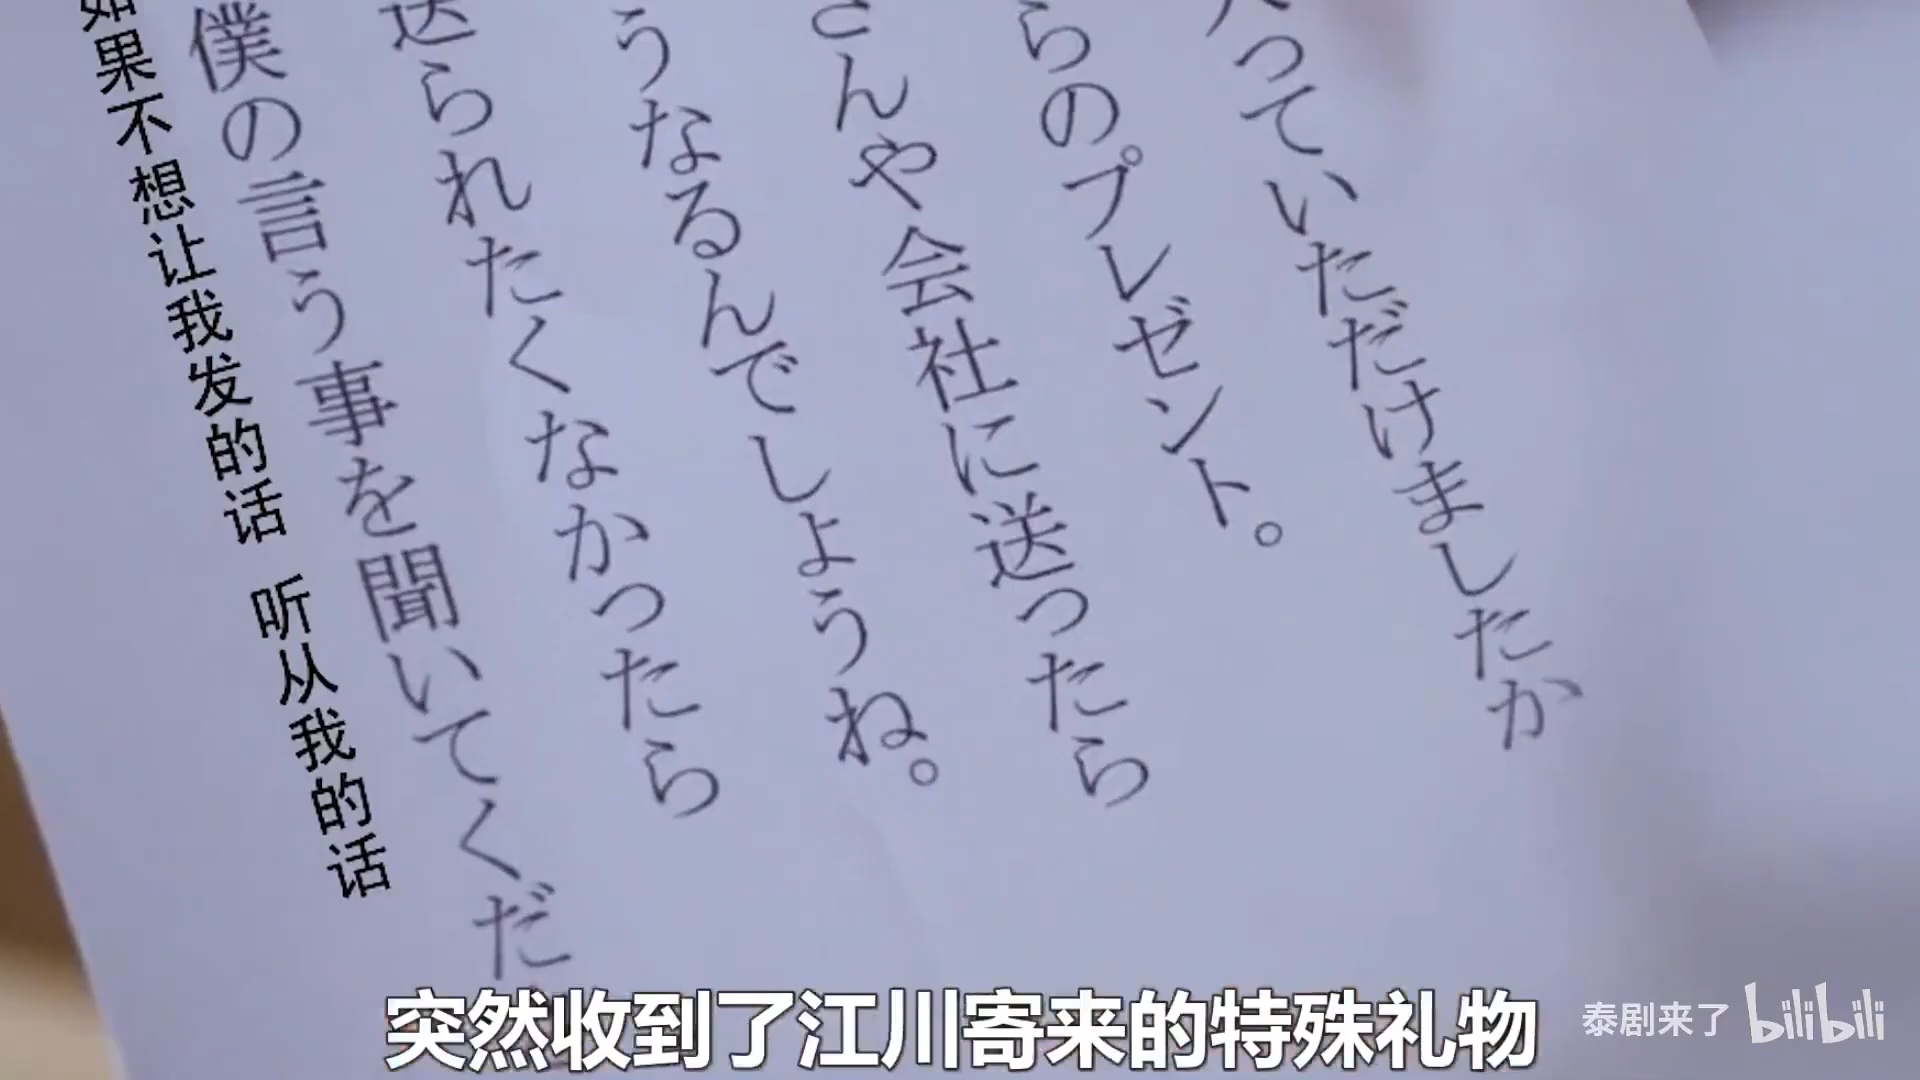 っていただけましたか
らのプレゼント。
さんや会社に送ったら
うなるんでしょうね。
送られたくなかったら
僕の言う事を聞いてくだ
如果不想让我发的话 听从我的话
突然收到了江川寄来的特殊礼物
泰剧来了 bilibili